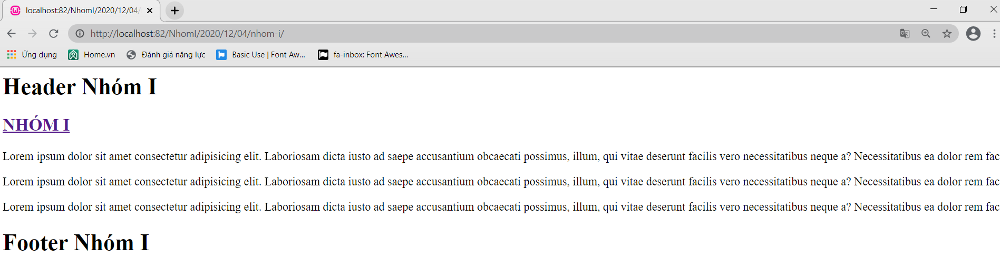 localhost:82/NhomI/2020/12/04/
http://localhost:82/NhomI/2020/12/04/nhom-i/
Ứng dụng Home.vn Đánh giá năng lực Basic Use | Font Aw... fa-inbox: Font Awes...
Header Nhóm I
NHÓM I
Lorem ipsum dolor sit amet consectetur adipisicing elit. Laboriosam dicta iusto ad saepe accusantium obcaecati possimus, illum, qui vitae deserunt facilis vero necessitatibus neque a? Necessitatibus ea dolor rem fac
Lorem ipsum dolor sit amet consectetur adipisicing elit. Laboriosam dicta iusto ad saepe accusantium obcaecati possimus, illum, qui vitae deserunt facilis vero necessitatibus neque a? Necessitatibus ea dolor rem fac
Lorem ipsum dolor sit amet consectetur adipisicing elit. Laboriosam dicta iusto ad saepe accusantium obcaecati possimus, illum, qui vitae deserunt facilis vero necessitatibus neque a? Necessitatibus ea dolor rem fac
Footer Nhóm I